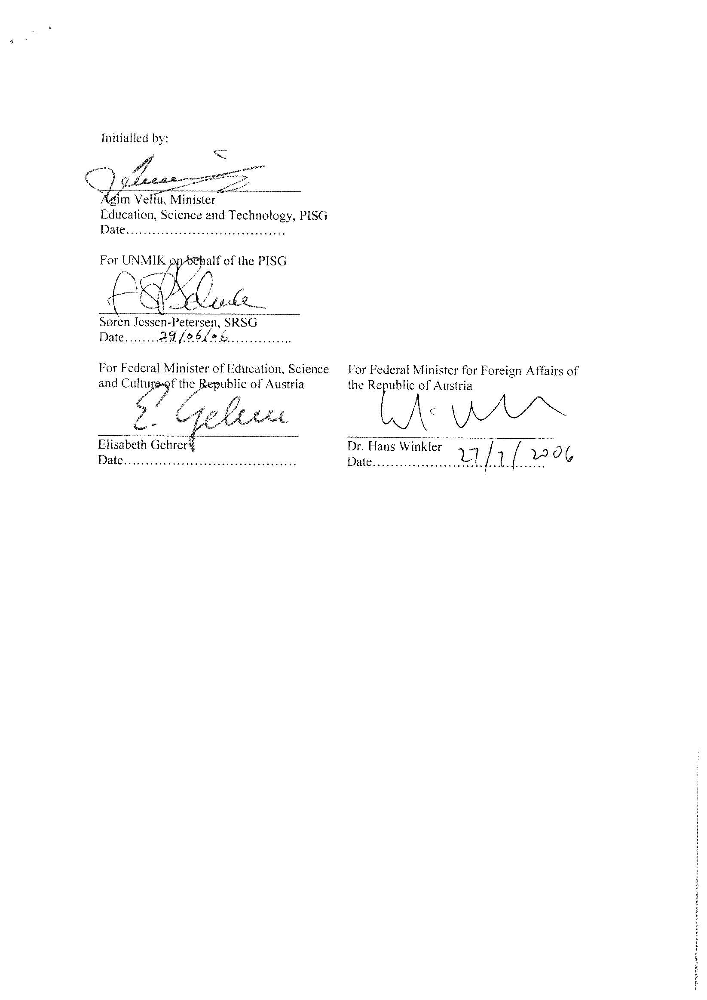 Initialled by:
Agim Veliu, Minister
Education, Science and Technology, PISG
Date....................................
For UNMIK on behalf of the PISG
Søren Jessen-Petersen, SRSG
Date........29/06/06..............
For Federal Minister of Education, Science
and Culture of the Republic of Austria
E. Gehrer
Elisabeth Gehrer
Date.......................................
For Federal Minister for Foreign Affairs of
the Republic of Austria
Dr. Hans Winkler
Date...............27/7/2006